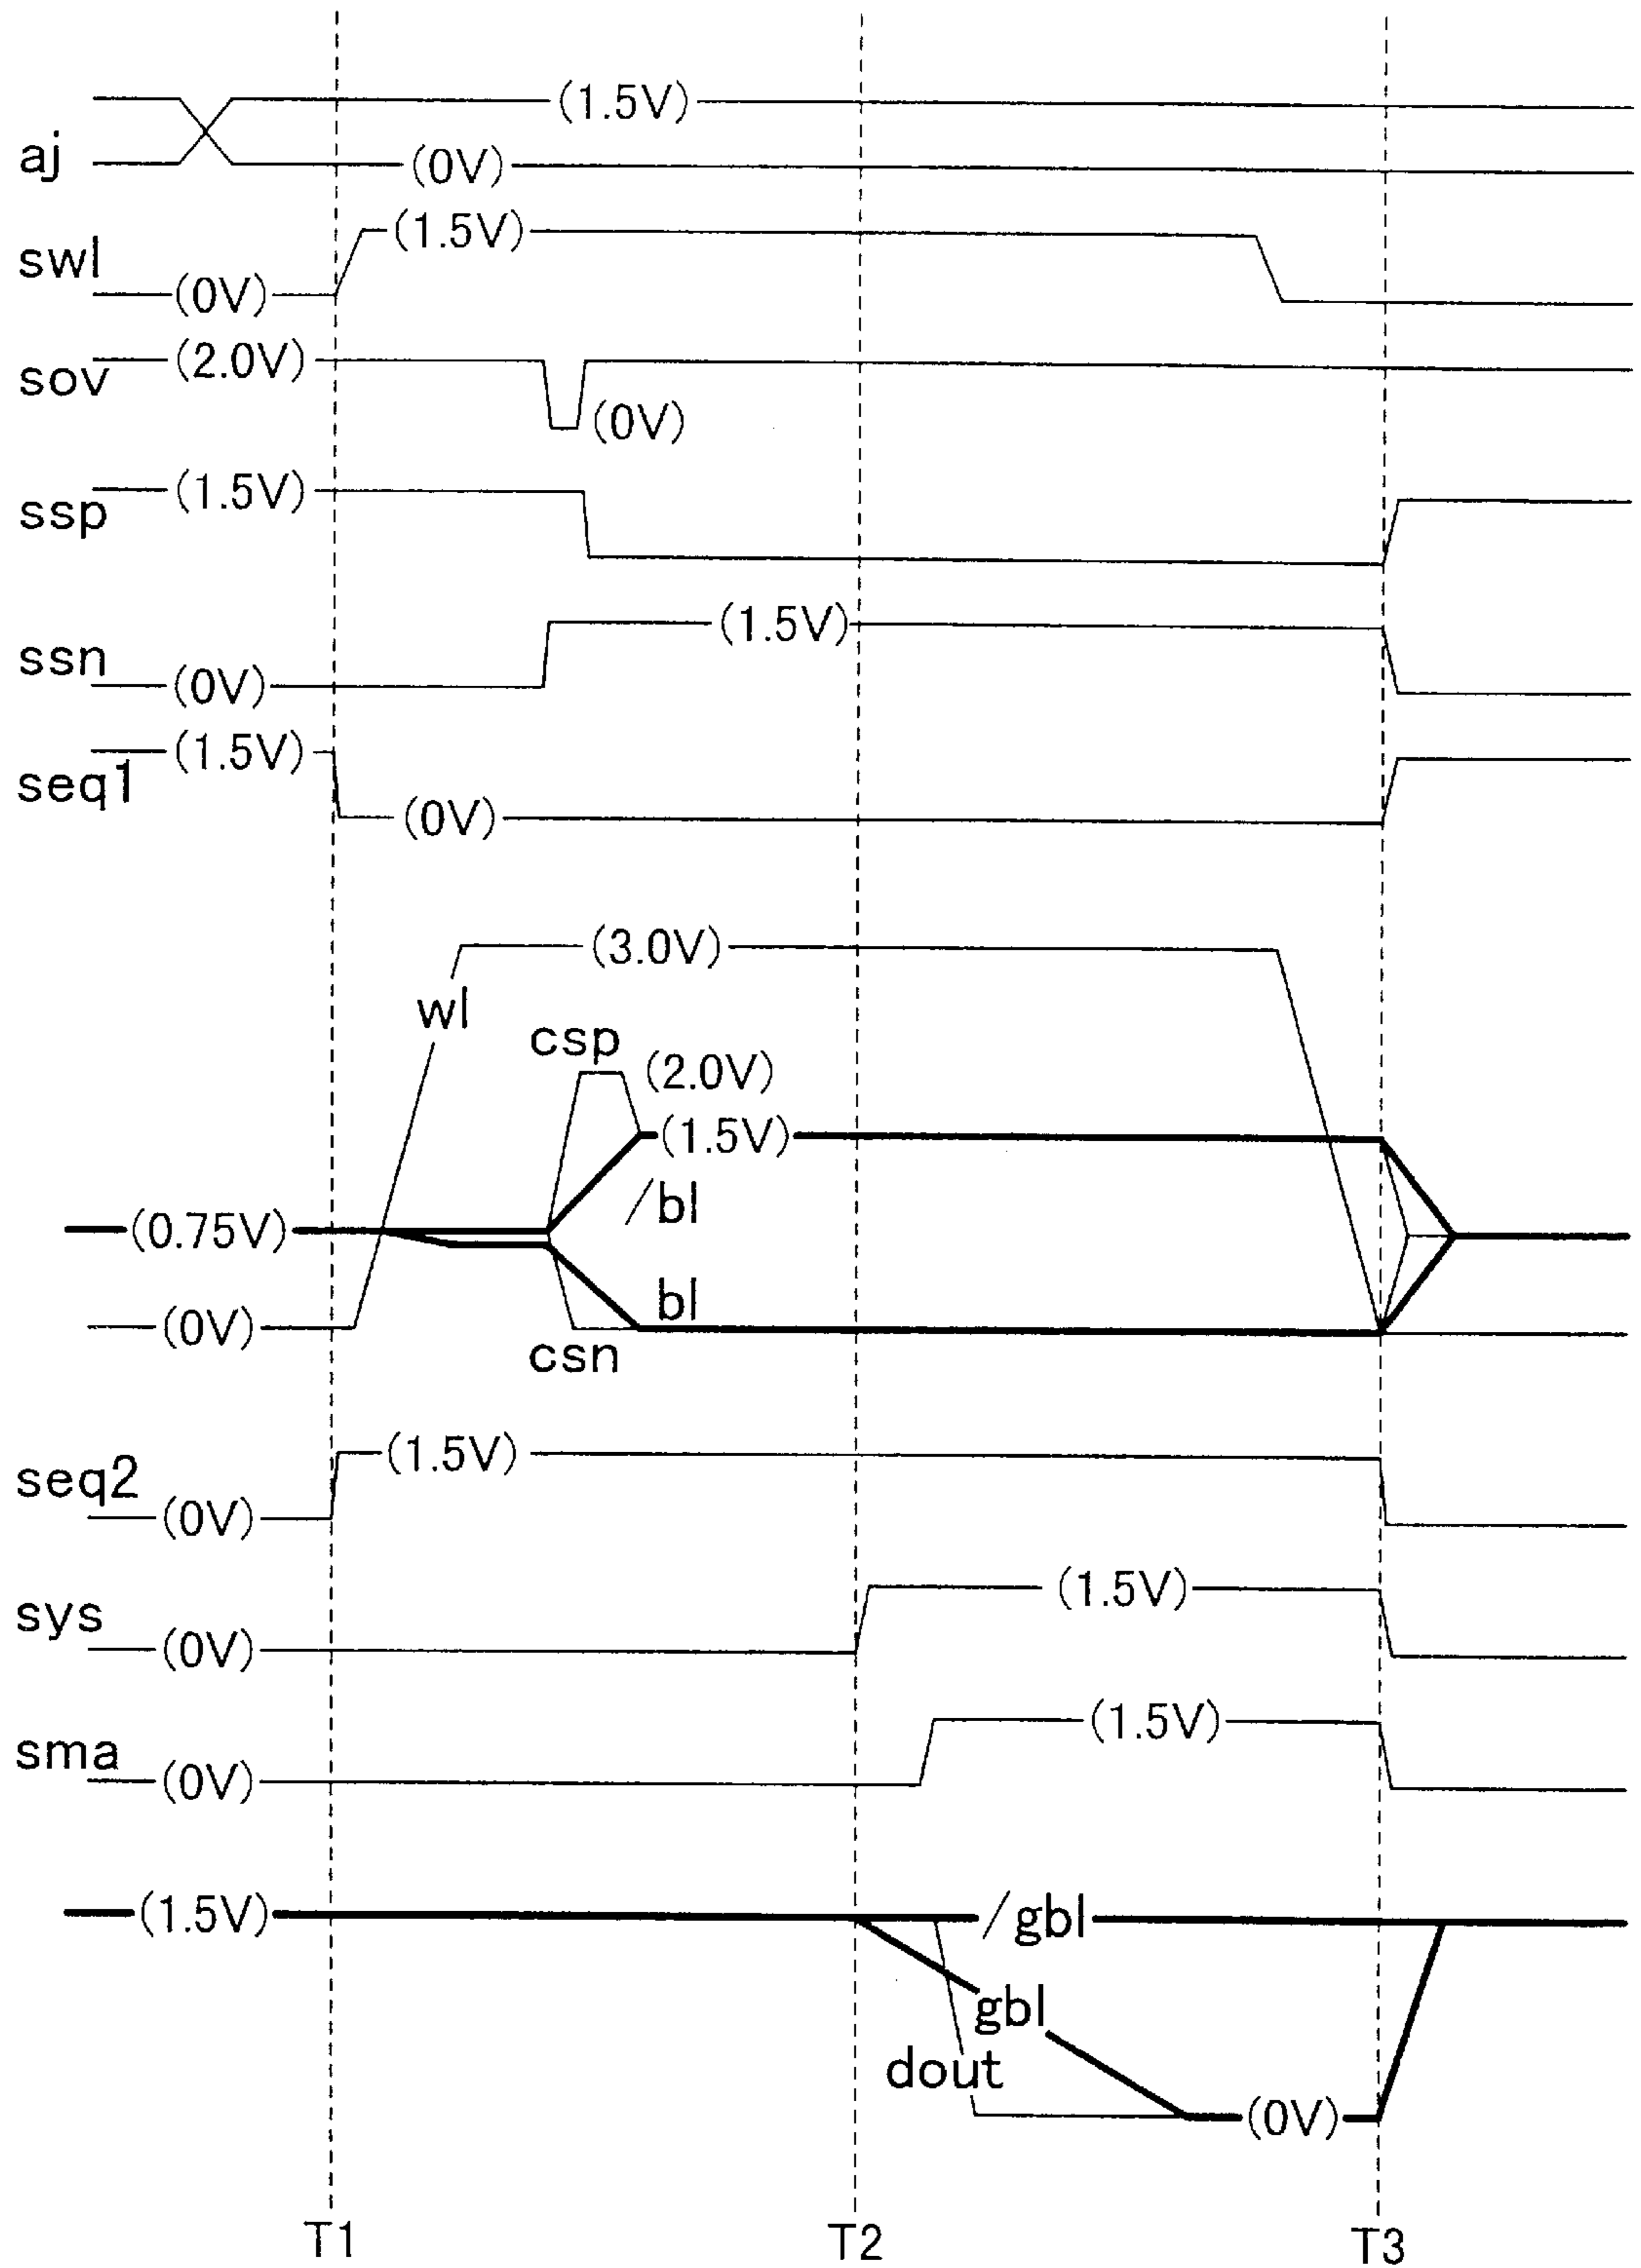 (1.5V)
aj
(0V)
swl
(1.5V)
(0V)
sov
(2.0V)
(0V)
ssp
(1.5V)
ssn
(1.5V)
(0V)
seq1
(1.5V)
(0V)
(3.0V)
wl
csp
(2.0V)
(1.5V)
/bl
(0.75V)
bl
(0V)
csn
seq2
(1.5V)
(0V)
sys
(1.5V)
(0V)
sma
(1.5V)
(0V)
(1.5V)
/gbl
gbl
dout
(0V)
T1
T2
T3